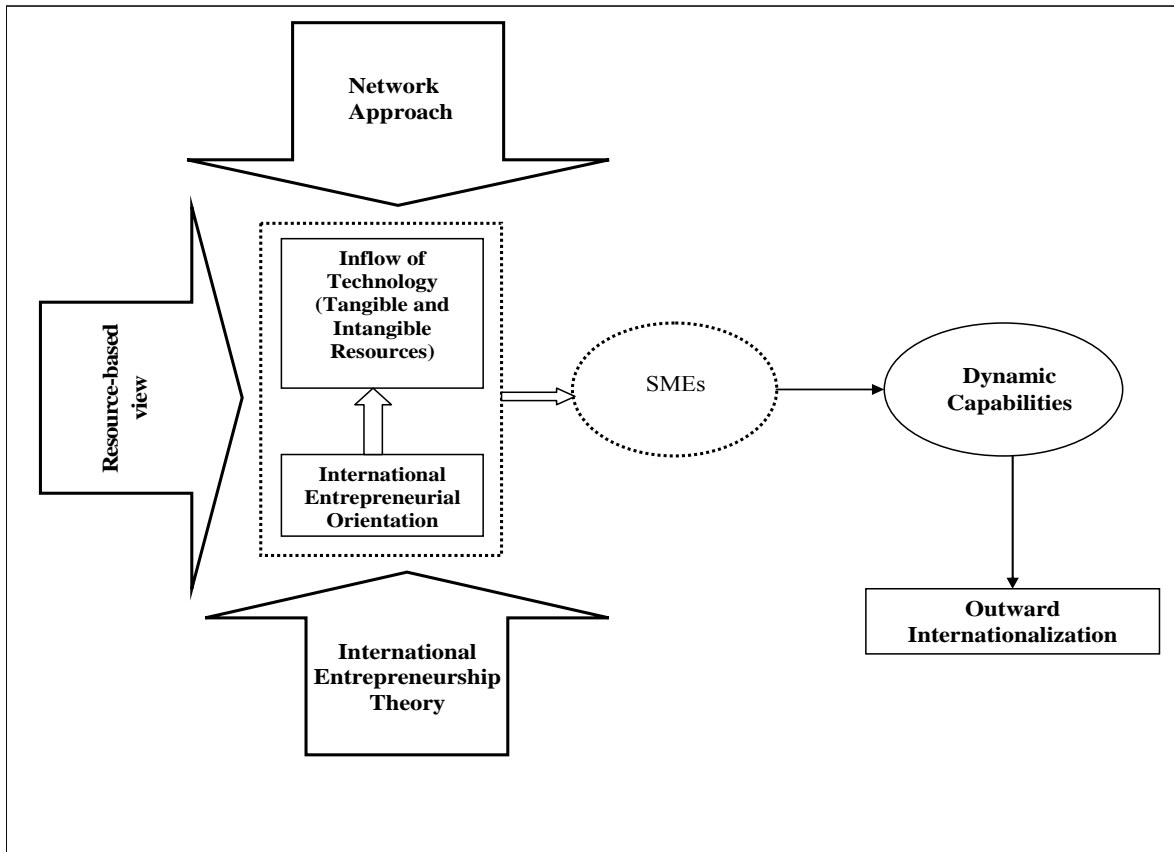 Network
Approach
Resource-based
view
Inflow of
Technology
(Tangible and
Intangible
Resources)
International
Entrepreneurial
Orientation
SMEs
Dynamic
Capabilities
Outward
Internationalization
International
Entrepreneurship
Theory